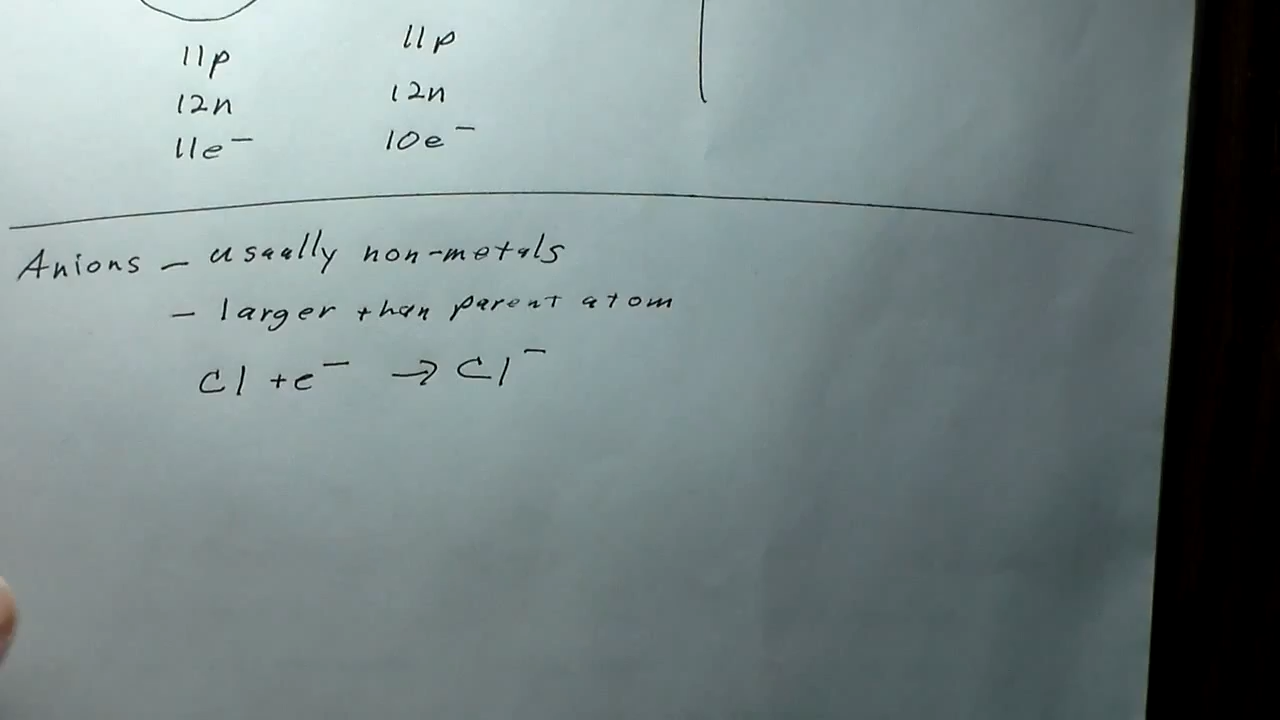 11p 11p
12n 12n
11e⁻ 10e⁻
Anions - usually non-metals
- larger than parent atom
Cl + e⁻ → Cl⁻